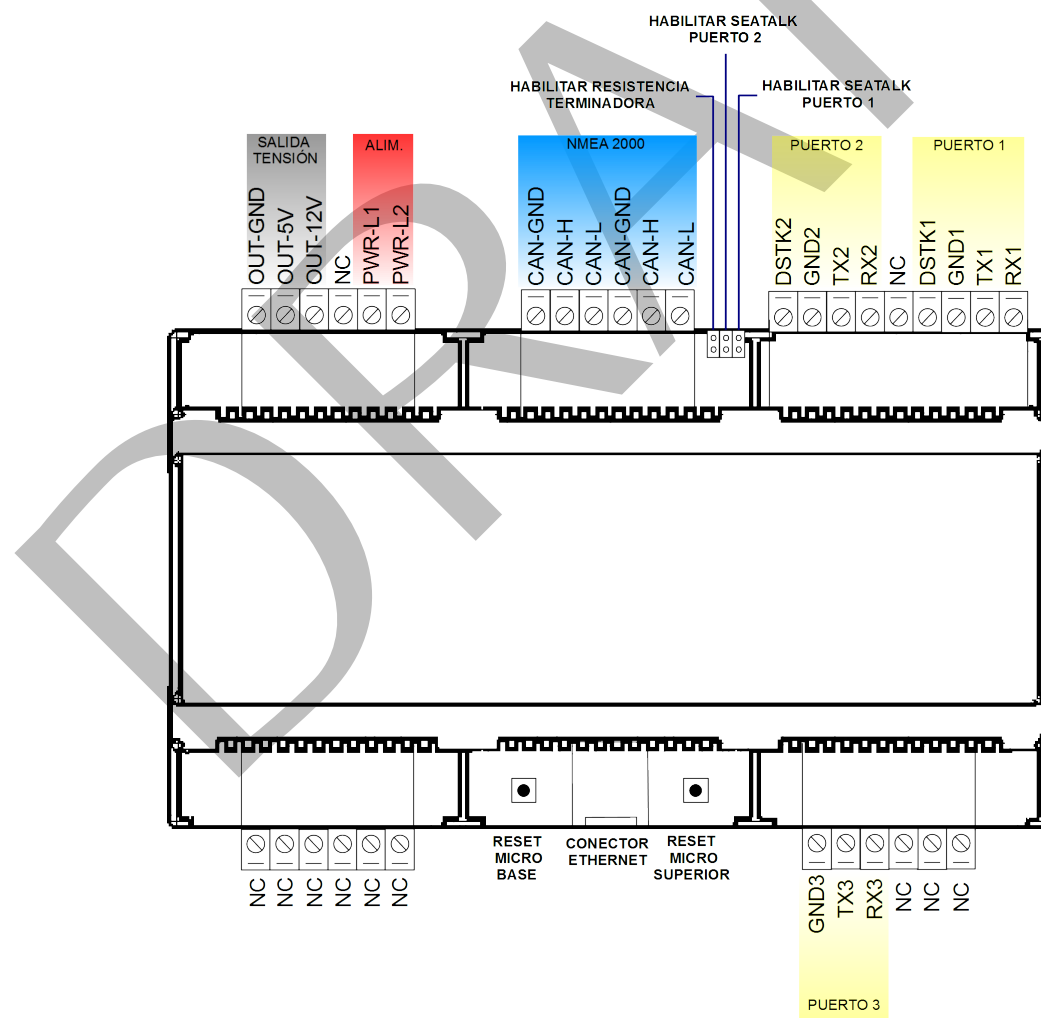 HABILITAR SEATALK
PUERTO 2
HABILITAR RESISTENCIA
TERMINADORA
HABILITAR SEATALK
PUERTO 1
SALIDA
TENSIÓN
ALIM.
NMEA 2000
PUERTO 2
PUERTO 1
OUT-GND
OUT-5V
OUT-12V
NC
PWR-L1
PWR-L2
CAN-GND
CAN-H
CAN-L
CAN-GND
CAN-H
CAN-L
DSTK2
GND2
TX2
RX2
NC
DSTK1
GND1
TX1
RX1
RESET
MICRO
BASE
CONECTOR
ETHERNET
RESET
MICRO
SUPERIOR
NC
NC
NC
NC
NC
NC
GND3
TX3
RX3
NC
NC
NC
PUERTO 3